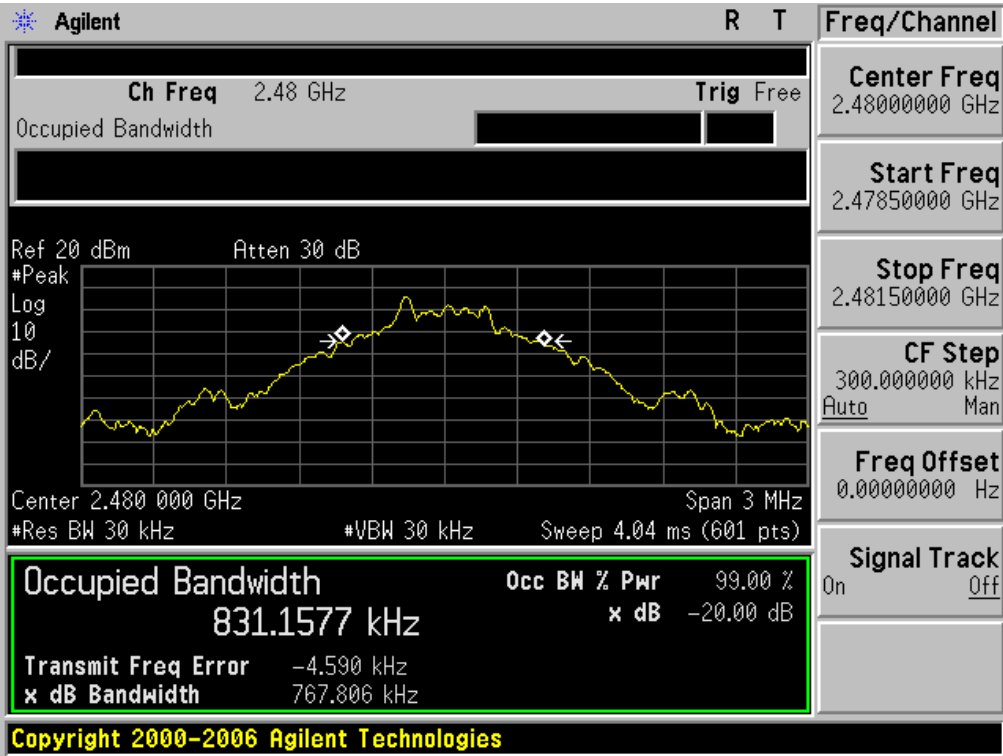 Agilent R T
Freq/Channel
Ch Freq 2.48 GHz Trig Free
Occupied Bandwidth
Center Freq
2.48000000 GHz
Start Freq
2.47850000 GHz
Stop Freq
2.48150000 GHz
CF Step
300.000000 kHz
Auto Man
Freq Offset
0.00000000 Hz
Signal Track
On Off
Ref 20 dBm Atten 30 dB
#Peak
Log
10
dB/
Center 2.480 000 GHz Span 3 MHz
#Res BW 30 kHz #VBW 30 kHz Sweep 4.04 ms (601 pts)
Occupied Bandwidth
831.1577 kHz
Occ BW % Pwr 99.00 %
x dB -20.00 dB
Transmit Freq Error -4.590 kHz
x dB Bandwidth 767.806 kHz
Copyright 2000-2006 Agilent Technologies